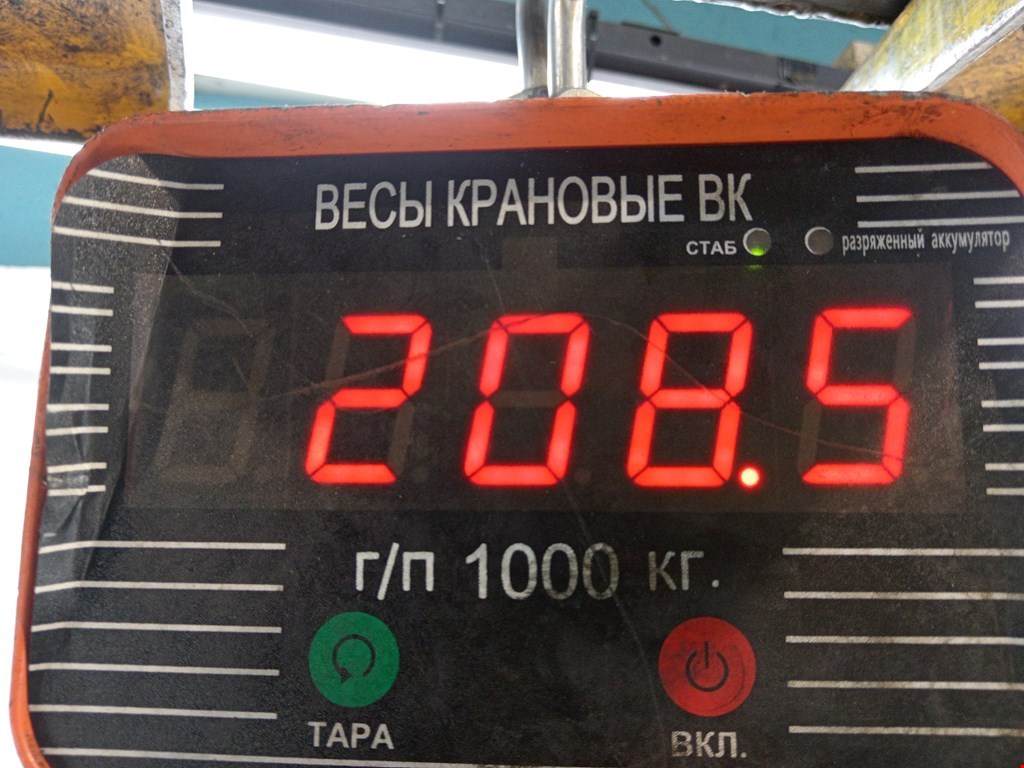 ВЕСЫ КРАНОВЫЕ ВК
СТАБ разряженный аккумулятор
208.5
г/п 1000 кг.
ТАРА ВКЛ.